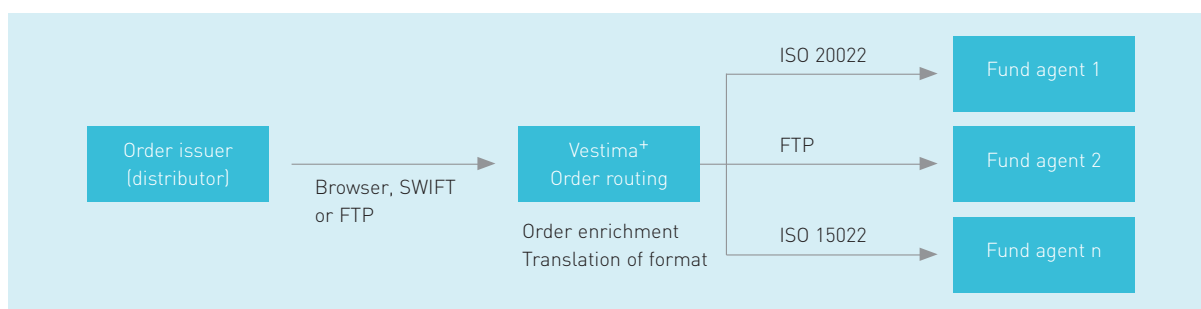 Order issuer
(distributor)
Browser, SWIFT
or FTP
Vestima+
Order routing
Order enrichment
Translation of format
ISO 20022
Fund agent 1
FTP
Fund agent 2
ISO 15022
Fund agent n